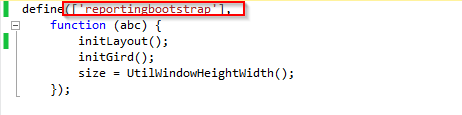 define(['reportingbootstrap'],
function (abc) {
initLayout();
initGird();
size = UtilWindowHeightWidth();
});